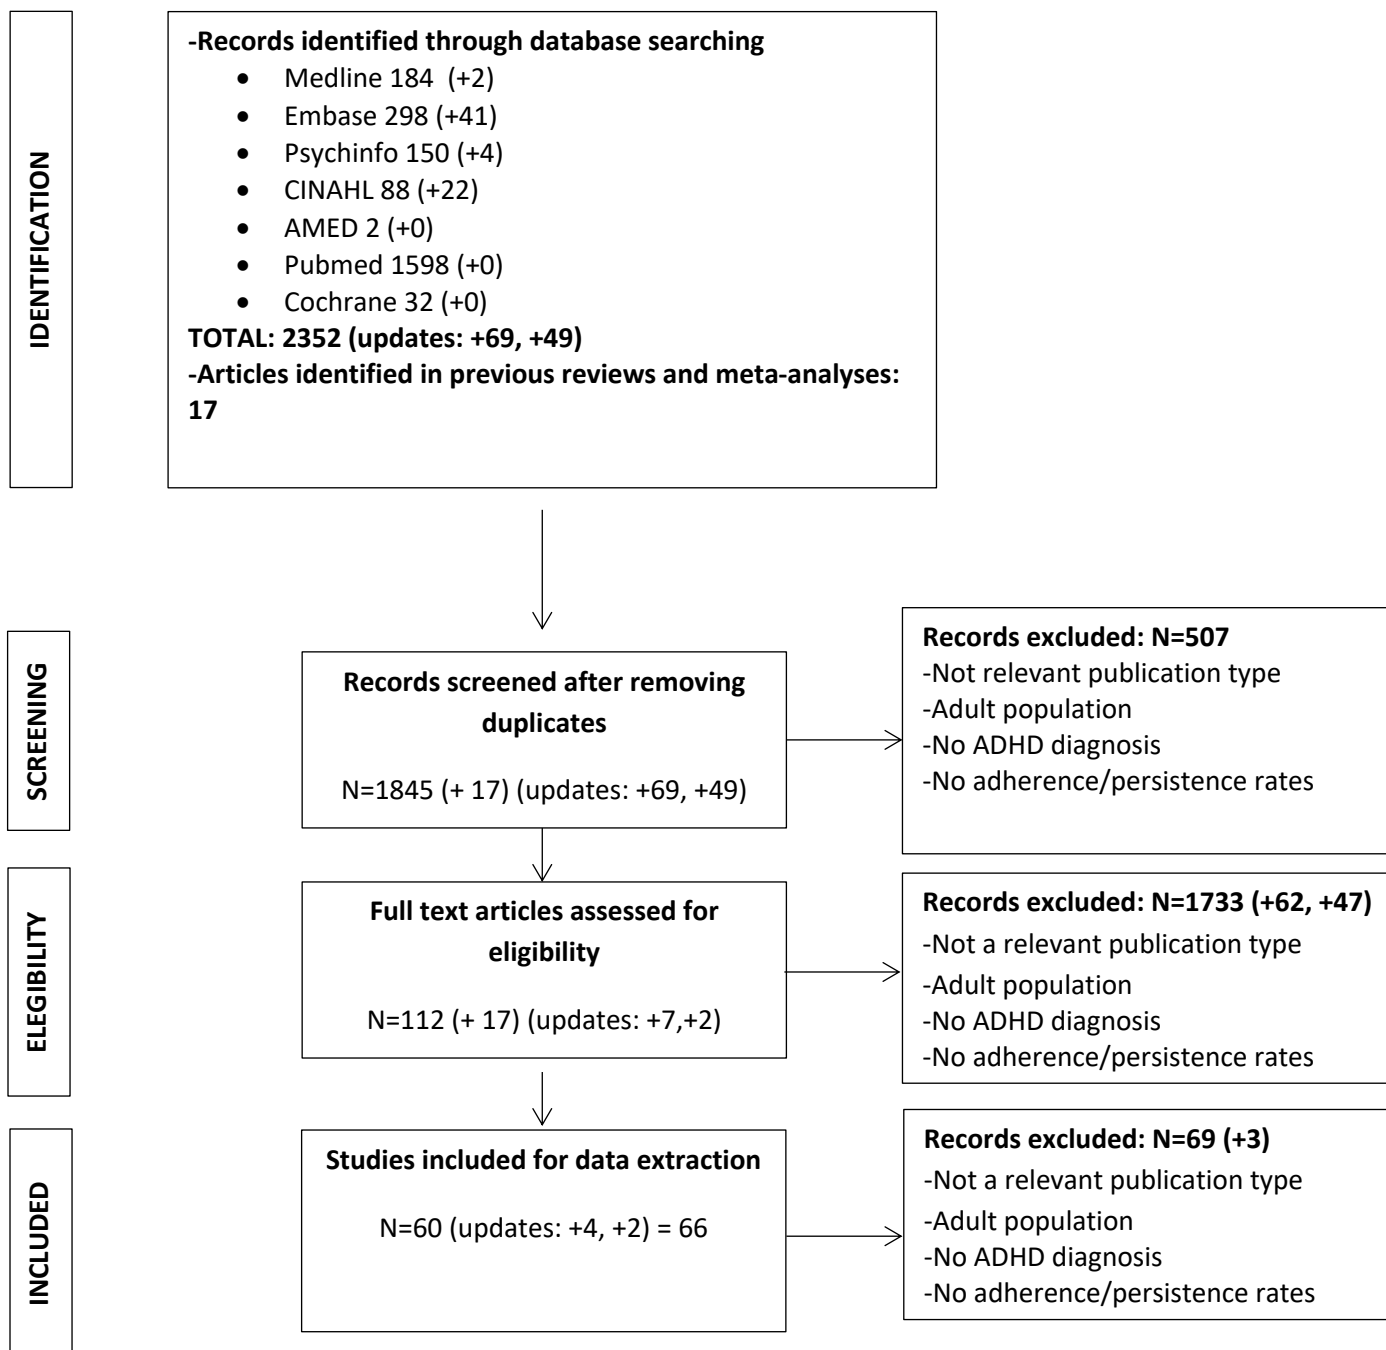 IDENTIFICATION
-Records identified through database searching
• Medline 184  (+2)
• Embase 298 (+41)
• Psychinfo 150 (+4)
• CINAHL 88 (+22)
• AMED 2 (+0)
• Pubmed 1598 (+0)
• Cochrane 32 (+0)
TOTAL: 2352 (updates: +69, +49)
-Articles identified in previous reviews and meta-analyses:
17
SCREENING
Records screened after removing
duplicates
N=1845 (+ 17) (updates: +69, +49)
Records excluded: N=507
-Not relevant publication type
-Adult population
-No ADHD diagnosis
-No adherence/persistence rates
ELEGIBILITY
Full text articles assessed for
eligibility
N=112 (+ 17) (updates: +7,+2)
Records excluded: N=1733 (+62, +47)
-Not a relevant publication type
-Adult population
-No ADHD diagnosis
-No adherence/persistence rates
INCLUDED
Studies included for data extraction
N=60 (updates: +4, +2) = 66
Records excluded: N=69 (+3)
-Not a relevant publication type
-Adult population
-No ADHD diagnosis
-No adherence/persistence rates